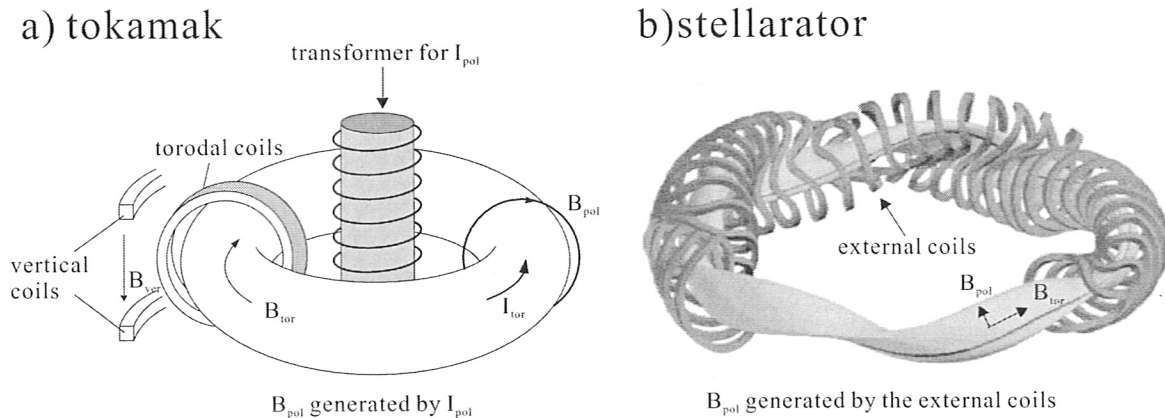 a) tokamak
transformer for I_pol
torodal coils
vertical
coils
B_ver
B_tor
I_tor
B_pol
B_pol generated by I_pol
b)stellarator
external coils
B_pol
B_tor
B_pol generated by the external coils